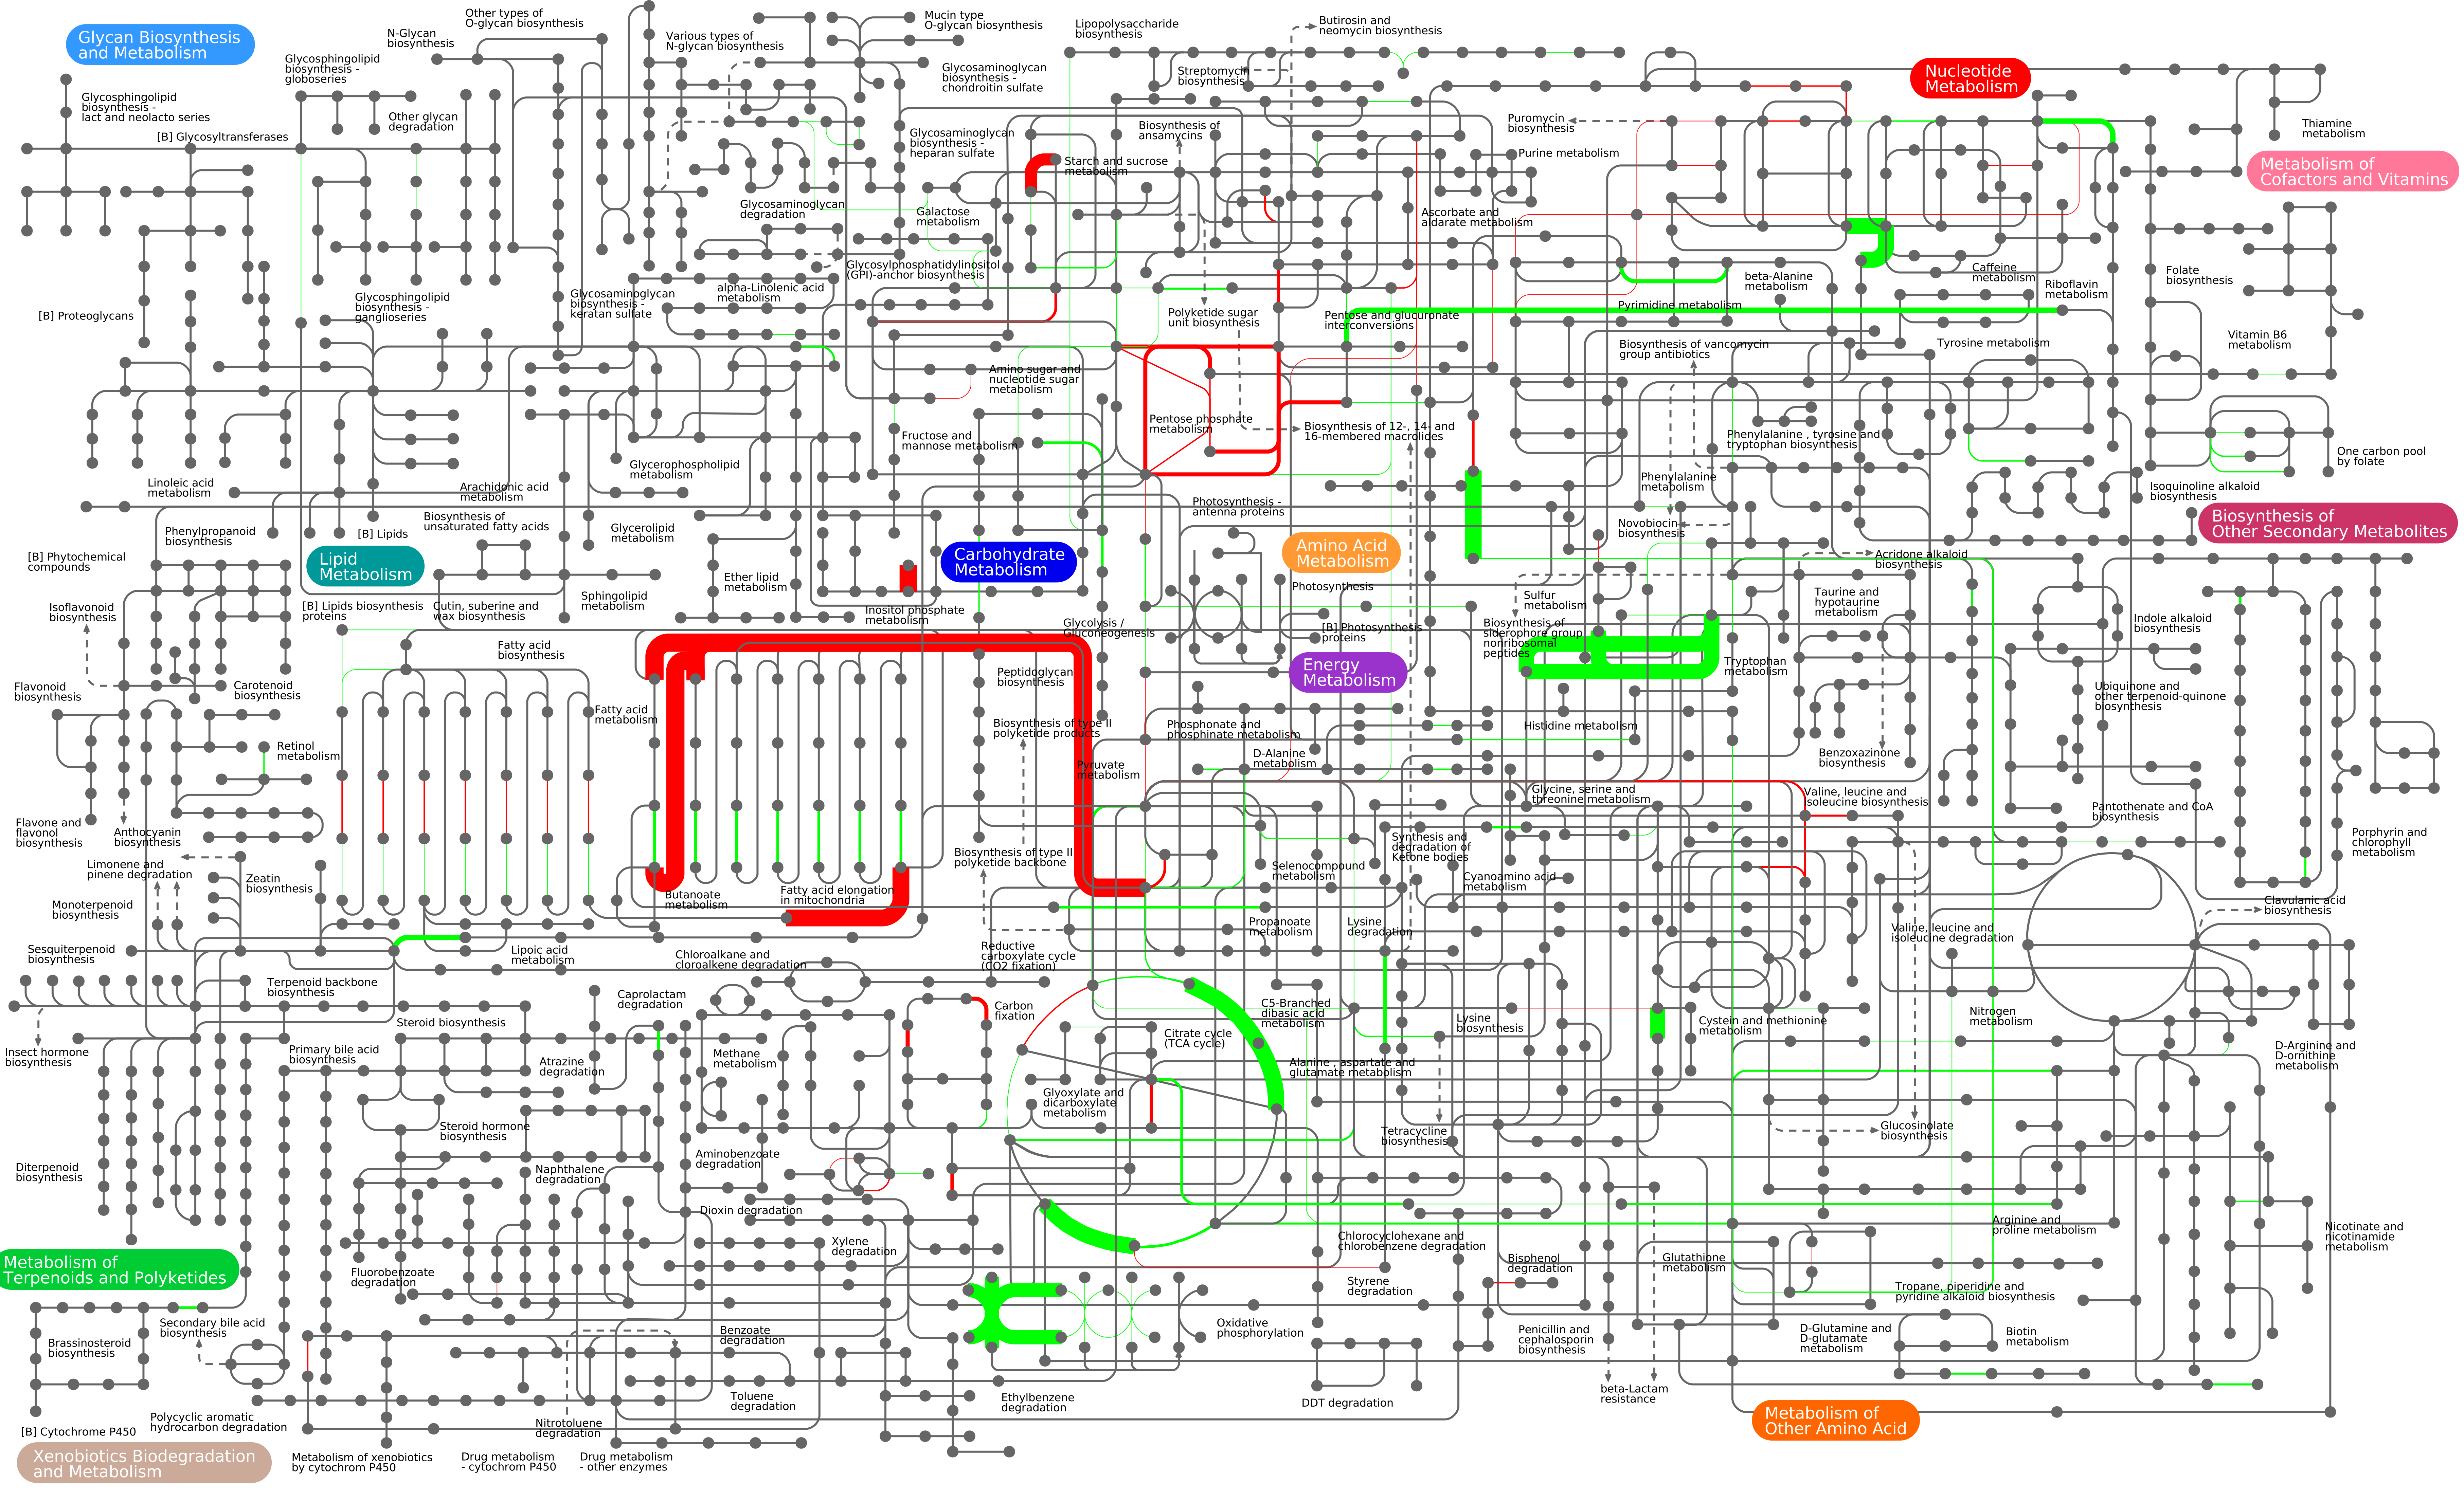 Glycan Biosynthesis
and Metabolism
Other types of
O-glycan biosynthesis
N-Glycan
biosynthesis
Various types of
N-glycan biosynthesis
Mucin type
O-glycan biosynthesis
Lipopolysaccharide
biosynthesis
Butirosin and
neomycin biosynthesis
Glycosphingolipid
biosynthesis -
globoseries
Glycosaminoglycan
biosynthesis -
chondroitin sulfate
Streptomycin
biosynthesis
Nucleotide
Metabolism
Glycosphingolipid
biosynthesis -
lact and neolacto series
Other glycan
degradation
[B] Glycosyltransferases
Glycosaminoglycan
biosynthesis -
heparan sulfate
Biosynthesis of
ansamycins
Puromycin
biosynthesis
Thiamine
metabolism
Purine metabolism
Starch and sucrose
metabolism
Metabolism of
Cofactors and Vitamins
Glycosaminoglycan
degradation
Galactose
metabolism
Ascorbate and
aldarate metabolism
Glycosylphosphatidylinositol
(GPI)-anchor biosynthesis
alpha-Linolenic acid
metabolism
beta-Alanine
metabolism
Caffeine
metabolism
Riboflavin
metabolism
Folate
biosynthesis
[B] Proteoglycans
Glycosphingolipid
biosynthesis -
ganglioseries
Glycosaminoglycan
biosynthesis -
keratan sulfate
Polyketide sugar
unit biosynthesis
Pentose and glucuronate
interconversions
Pyrimidine metabolism
Biosynthesis of vancomycin
group antibiotics
Tyrosine metabolism
Vitamin B6
metabolism
Amino sugar and
nucleotide sugar
metabolism
Pentose phosphate
metabolism
Biosynthesis of 12-, 14- and
16-membered macrolides
Fructose and
mannose metabolism
Phenylalanine , tyrosine and
tryptophan biosynthesis
One carbon pool
by folate
Linoleic acid
metabolism
Arachidonic acid
metabolism
Glycerophospholipid
metabolism
Phenylalanine
metabolism
Isoquinoline alkaloid
biosynthesis
Photosynthesis -
antenna proteins
Phenylpropanoid
biosynthesis
[B] Lipids
Biosynthesis of
unsaturated fatty acids
Glycerolipid
metabolism
Novobiocin
biosynthesis
Biosynthesis of
Other Secondary Metabolites
[B] Phytochemical
compounds
Lipid
Metabolism
Carbohydrate
Metabolism
Amino Acid
Metabolism
Acridone alkaloid
biosynthesis
Ether lipid
metabolism
Photosynthesis
Isoflavonoid
biosynthesis
[B] Lipids biosynthesis
proteins
Cutin, suberine and
wax biosynthesis
Sphingolipid
metabolism
Inositol phosphate
metabolism
Glycolysis /
Gluconeogenesis
[B] Photosynthesis
proteins
Sulfur
metabolism
Biosynthesis of
siderophore group
nonribosomal
peptides
Taurine and
hypotaurine
metabolism
Indole alkaloid
biosynthesis
Fatty acid
biosynthesis
Energy
Metabolism
Tryptophan
metabolism
Flavonoid
biosynthesis
Carotenoid
biosynthesis
Peptidoglycan
biosynthesis
Ubiquinone and
other terpenoid-quinone
biosynthesis
Fatty acid
metabolism
Biosynthesis of type II
polyketide products
Phosphonate and
phosphinate metabolism
Histidine metabolism
Retinol
metabolism
D-Alanine
metabolism
Benzoxazinone
biosynthesis
Pyruvate
metabolism
Glycine, serine and
threonine metabolism
Valine, leucine and
isoleucine biosynthesis
Pantothenate and CoA
biosynthesis
Flavone and
flavonol
biosynthesis
Anthocyanin
biosynthesis
Synthesis and
degradation of
Ketone bodies
Porphyrin and
chlorophyll
metabolism
Limonene and
pinene degradation
Zeatin
biosynthesis
Biosynthesis of type II
polyketide backbone
Selenocompound
metabolism
Cyanoamino acid
metabolism
Butanoate
metabolism
Fatty acid elongation
in mitochondria
Monoterpenoid
biosynthesis
Clavulanic acid
biosynthesis
Propanoate
metabolism
Lysine
degradation
Valine, leucine and
isoleucine degradation
Sesquiterpenoid
biosynthesis
Lipoic acid
metabolism
Chloroalkane and
cloroalkene degradation
Reductive
carboxylate cycle
(CO2 fixation)
Terpenoid backbone
biosynthesis
Caprolactam
degradation
Carbon
fixation
C5-Branched
dibasic acid
metabolism
Lysine
biosynthesis
Cystein and methionine
metabolism
Nitrogen
metabolism
Steroid biosynthesis
Citrate cycle
(TCA cycle)
Insect hormone
biosynthesis
Primary bile acid
biosynthesis
Atrazine
degradation
Methane
metabolism
Alanine , aspartate and
glutamate metabolism
D-Arginine and
D-ornithine
metabolism
Glyoxylate and
dicarboxylate
metabolism
Steroid hormone
biosynthesis
Tetracycline
biosynthesis
Glucosinolate
biosynthesis
Aminobenzoate
degradation
Diterpenoid
biosynthesis
Naphthalene
degradation
Dioxin degradation
Arginine and
proline metabolism
Nicotinate and
nicotinamide
metabolism
Xylene
degradation
Chlorocyclohexane and
chlorobenzene degradation
Bisphenol
degradation
Glutathione
metabolism
Metabolism of
Terpenoids and Polyketides
Fluorobenzoate
degradation
Styrene
degradation
Tropane, piperidine and
pyridine alkaloid biosynthesis
Secondary bile acid
biosynthesis
Brassinosteroid
biosynthesis
Benzoate
degradation
Oxidative
phosphorylation
Penicillin and
cephalosporin
biosynthesis
D-Glutamine and
D-glutamate
metabolism
Biotin
metabolism
Toluene
degradation
Ethylbenzene
degradation
DDT degradation
beta-Lactam
resistance
[B] Cytochrome P450
Polycyclic aromatic
hydrocarbon degradation
Nitrotoluene
degradation
Metabolism of
Other Amino Acid
Xenobiotics Biodegradation
and Metabolism
Metabolism of xenobiotics
by cytochrom P450
Drug metabolism
- cytochrom P450
Drug metabolism
- other enzymes